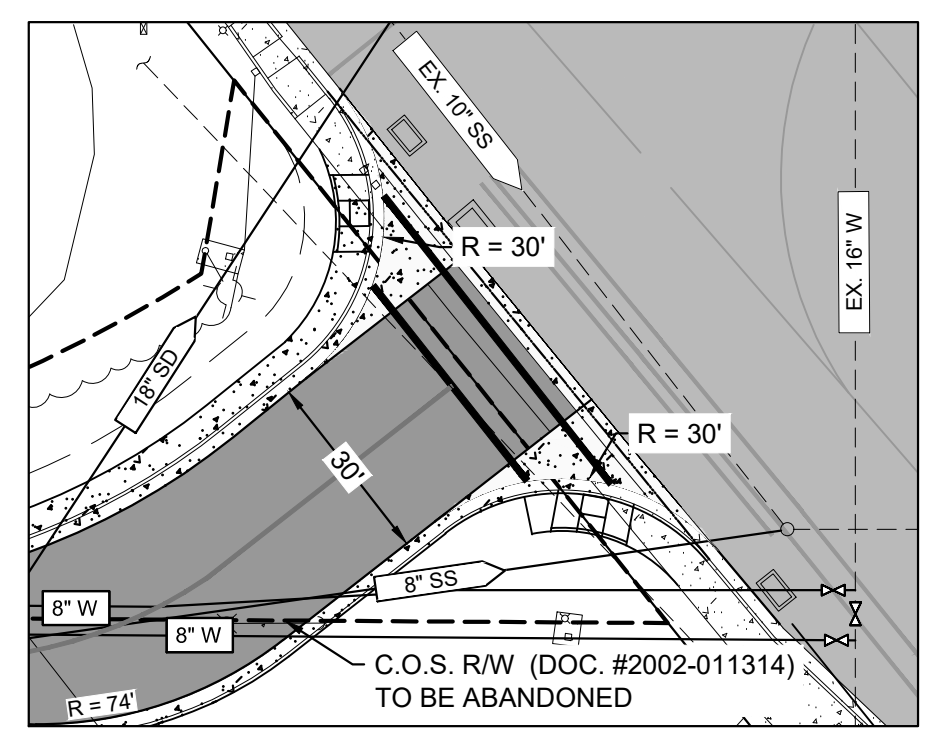 EX. 10" SS
EX. 16" W
R = 30'
18" SD
R = 30'
30'
8" SS
8" W
8" W
C.O.S. R/W (DOC. #2002-011314)
TO BE ABANDONED
R = 74'